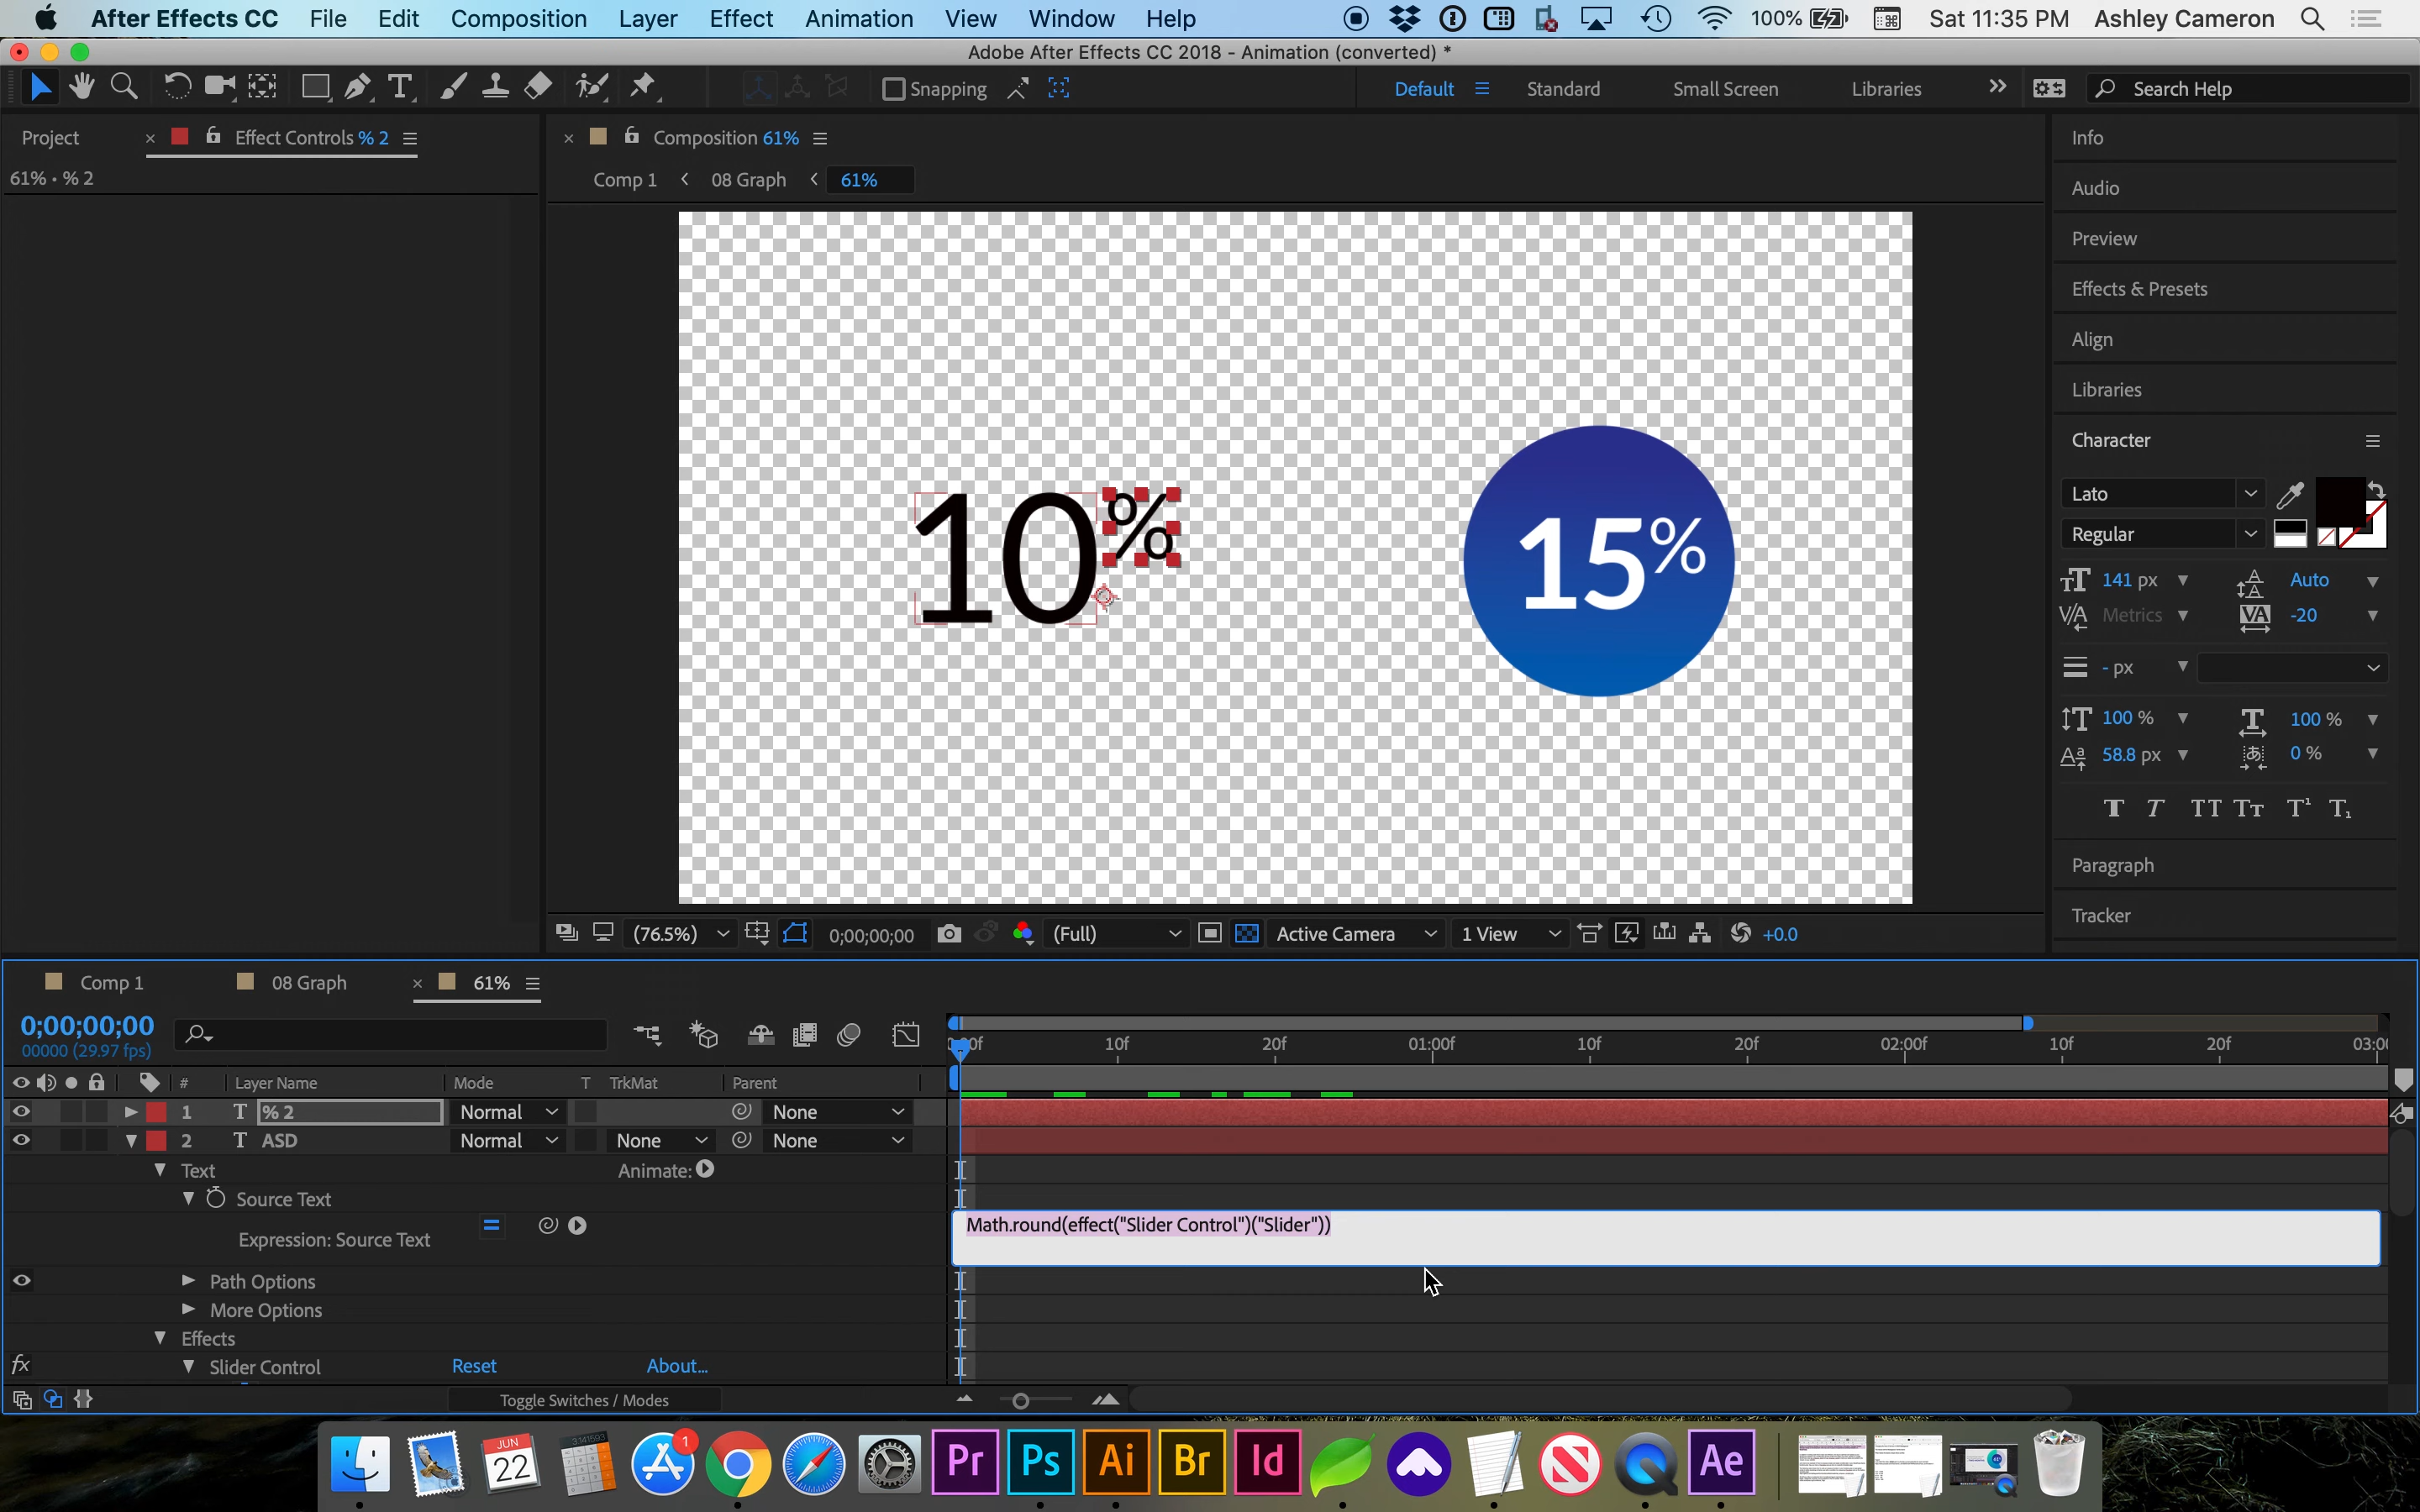 After Effects CC File Edit Composition Layer Effect Animation View Window Help 100% Sat 11:35 PM Ashley Cameron
Adobe After Effects CC 2018 - Animation (converted) *
Snapping Default Standard Small Screen Libraries Search Help
Project Effect Controls % 2 Composition 61% Info
61% • % 2 Comp 1 08 Graph 61%
Audio
Preview
Effects & Presets
Align
Libraries
Character
Lato
Regular
141 px Auto
Metrics -20
- px
100 % 100 %
58.8 px 0 %
Paragraph
Tracker
10%
15%
(76.5%) 0;00;00;00 (Full) Active Camera 1 View +0.0
Comp 1 08 Graph 61%
0;00;00;00
00000 (29.97 fps)
10f 20f 01:00f 10f 20f 02:00f 10f 20f
# Layer Name Mode T TrkMat Parent
1 T % 2 Normal None
2 T ASD Normal None None
Text Animate:
Source Text
Math.round(effect("Slider Control")("Slider"))
Expression: Source Text
Path Options
More Options
Effects
fx Slider Control Reset About...
Toggle Switches / Modes
JUN
22
3.141593
1
Pr Ps Ai Br Id N Ae